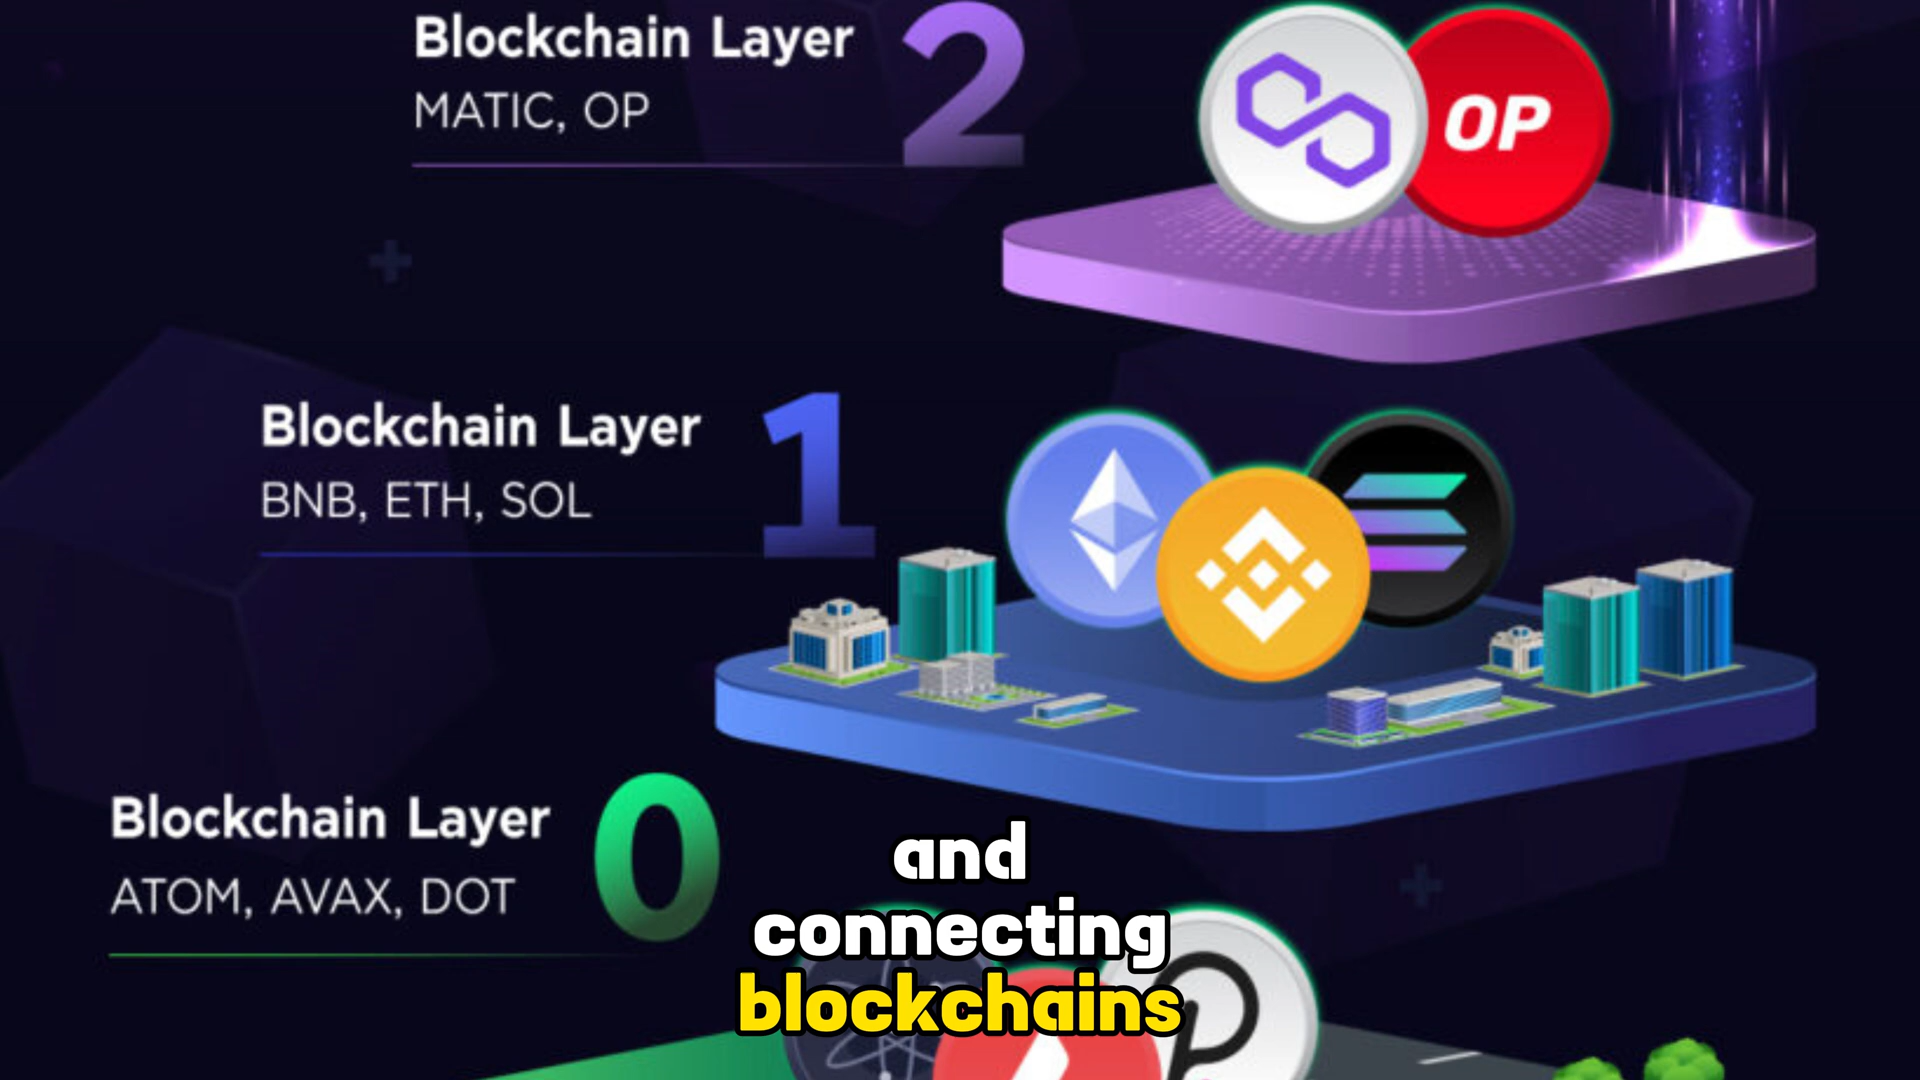 Blockchain Layer 2
MATIC, OP
OP
Blockchain Layer 1
BNB, ETH, SOL
Blockchain Layer 0
ATOM, AVAX, DOT
and
connecting
blockchains